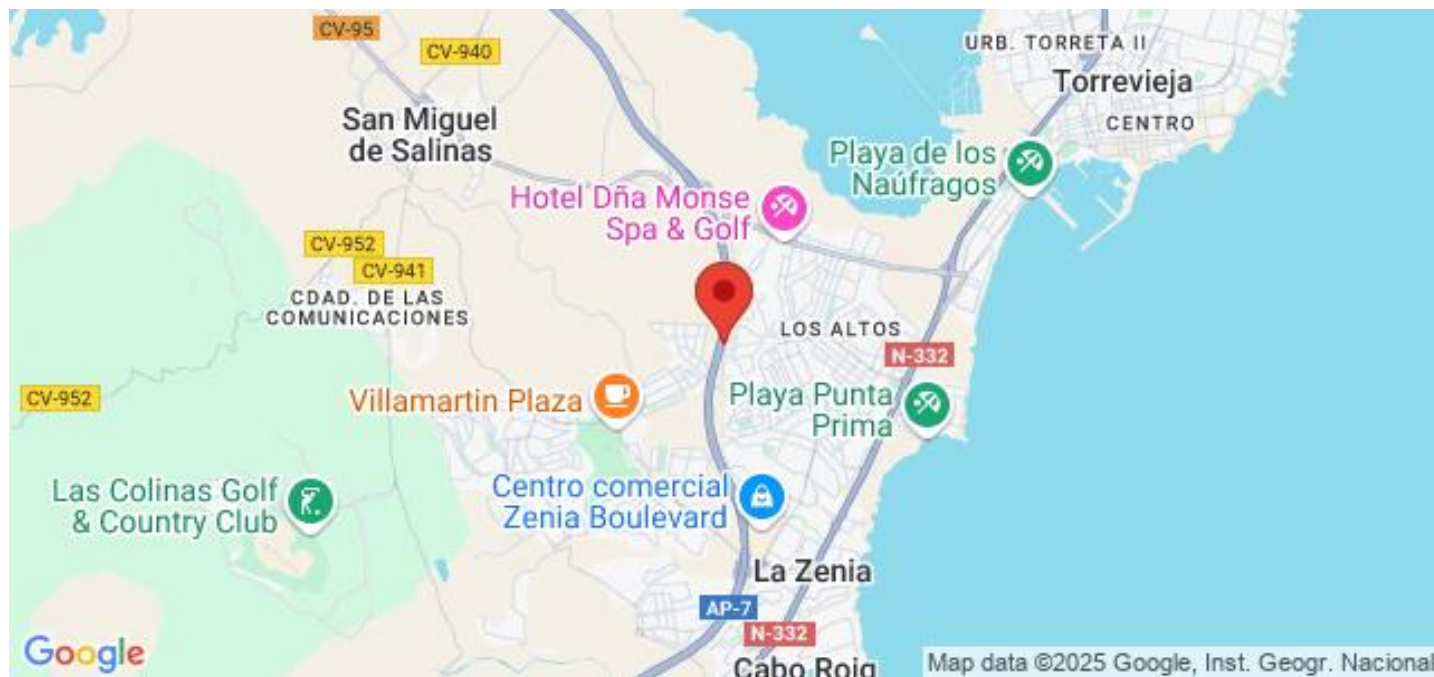 CV-95
CV-940
URB. TORRETA II
Torrevieja
CENTRO
San Miguel
de Salinas
Playa de los
Naúfragos
Hotel Dña Monse
Spa & Golf
CV-952
CV-941
CDAD. DE LAS
COMUNICACIONES
LOS ALTOS
N-332
CV-952
Villamartin Plaza
Playa Punta
Prima
Las Colinas Golf
& Country Club
Centro comercial
Zenia Boulevard
La Zenia
AP-7
N-332
Cabo Roig
Google
Map data ©2025 Google, Inst. Geogr. Nacional